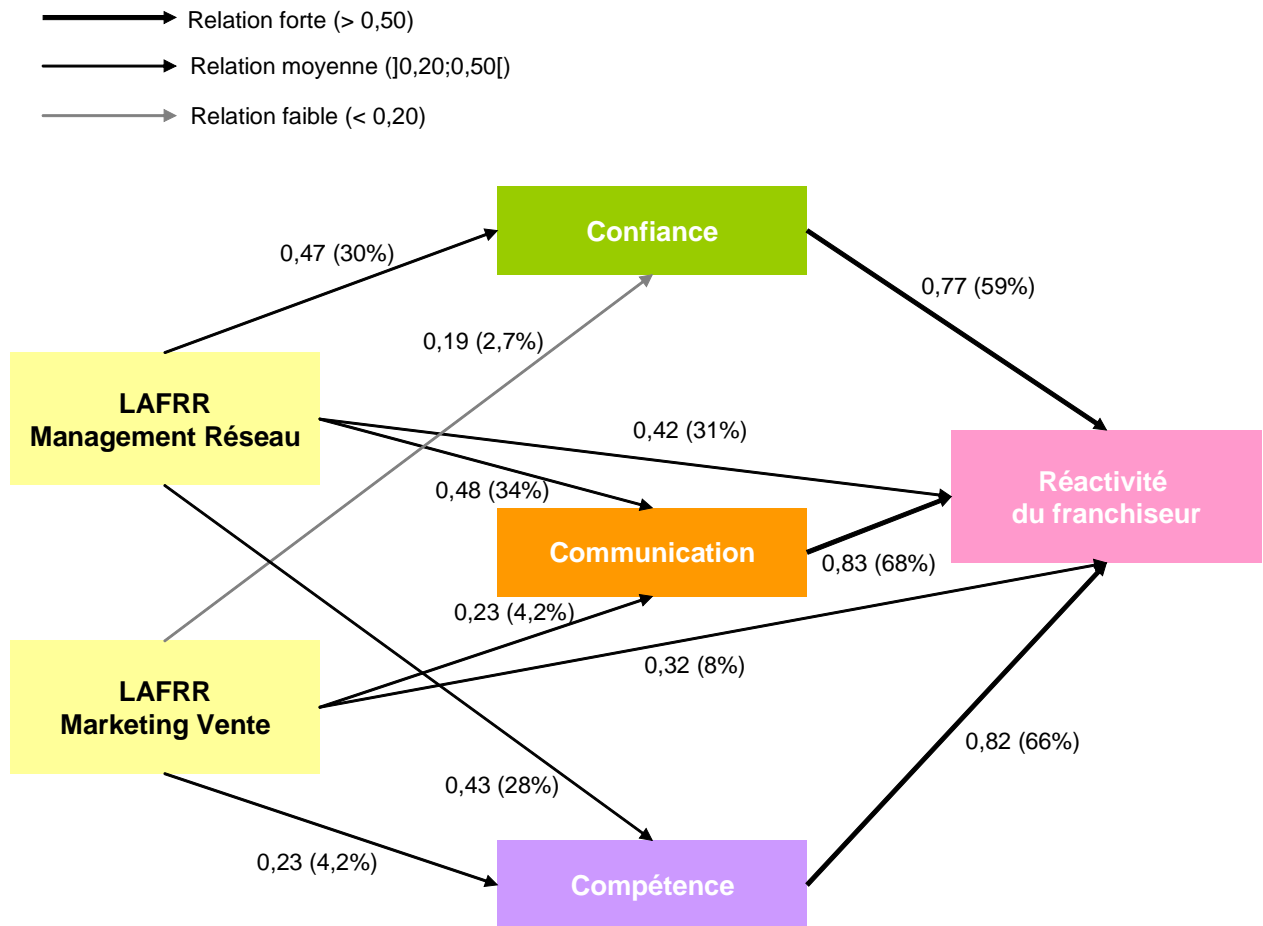 Relation forte (> 0,50)
Relation moyenne (]0,20;0,50[)
Relation faible (< 0,20)
Confiance
0,47 (30%)
0,77 (59%)
0,19 (2,7%)
LAFRR
Management Réseau
0,42 (31%)
0,48 (34%)
Réactivité
du franchiseur
Communication
0,83 (68%)
0,23 (4,2%)
LAFRR
Marketing Vente
0,32 (8%)
0,82 (66%)
0,43 (28%)
0,23 (4,2%)
Compétence